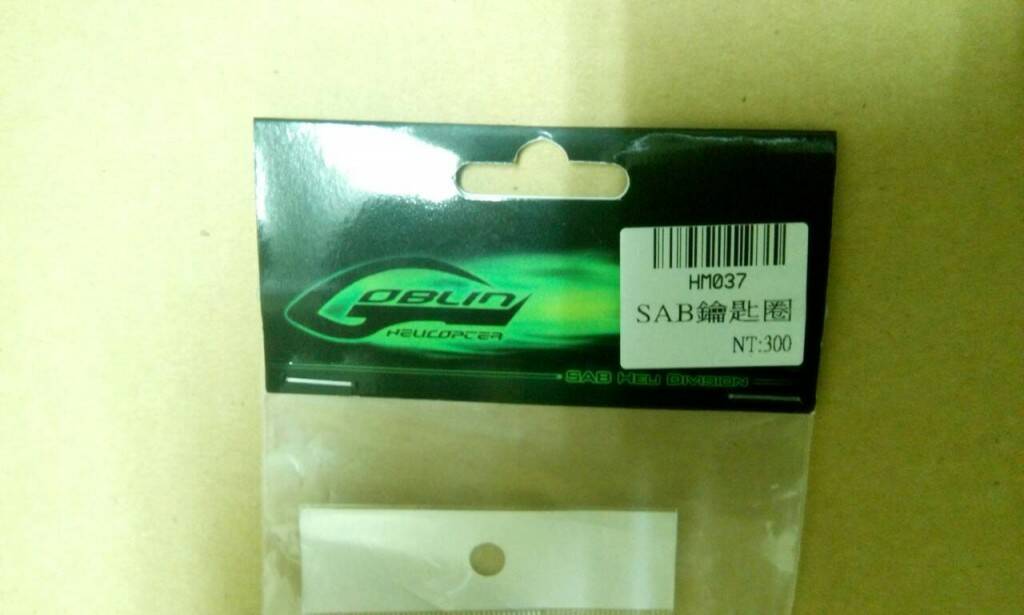 GOBLIN
HELICOPTER
HM037
SAB鑰匙圈
NT:300
SAB HELI DIVISION